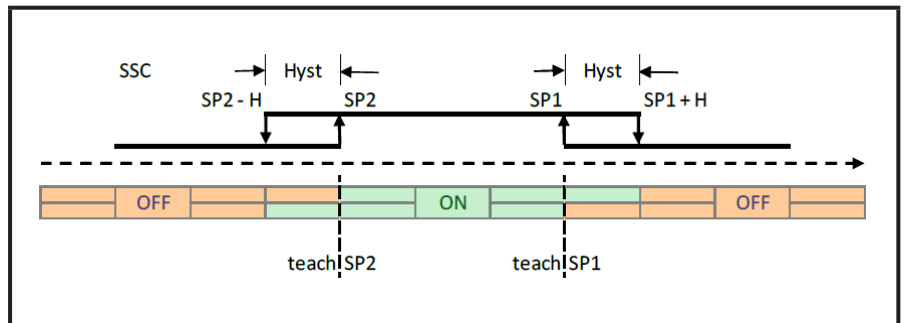 SSC Hyst Hyst
SP2 - H SP2 SP1 SP1 + H
OFF ON OFF
teach SP2 teach SP1